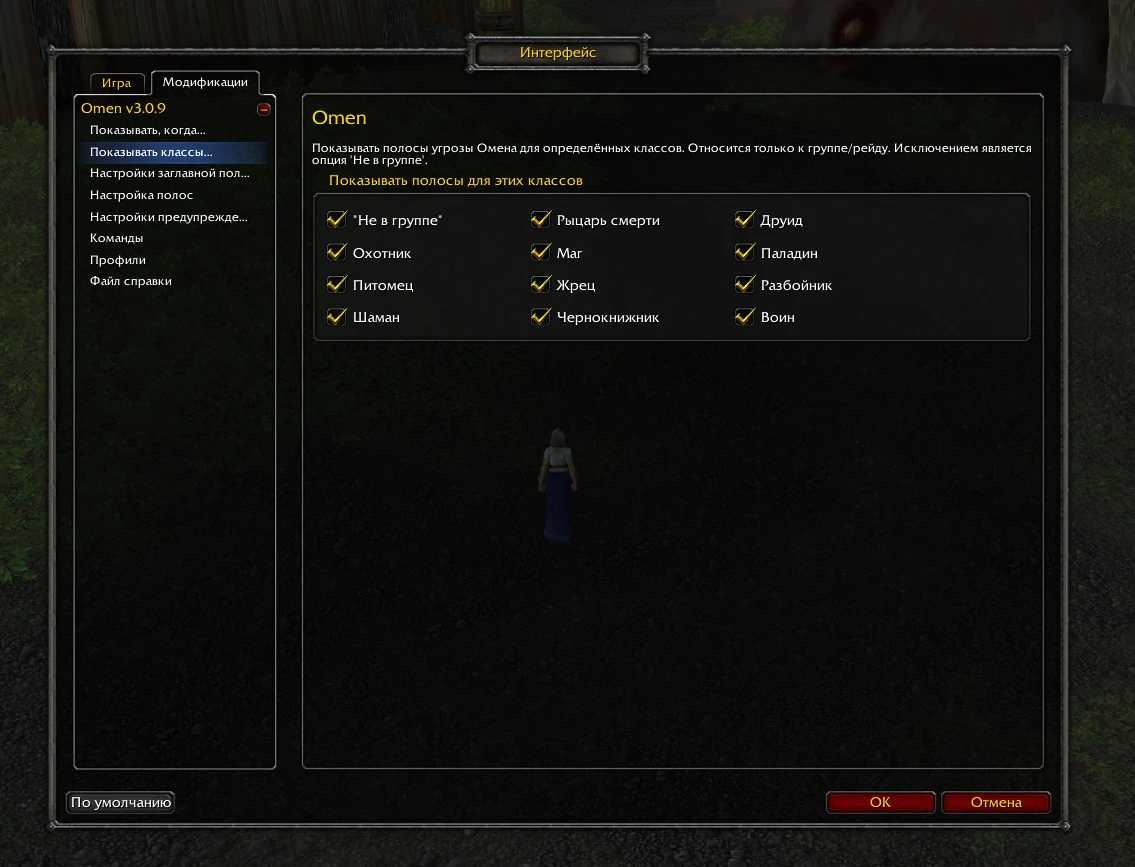 Интерфейс
Игра
Модификации
Omen v3.0.9
Показывать, когда...
Показывать классы...
Настройки заглавной пол...
Настройка полос
Настройки предупрежде...
Команды
Профили
Файл справки
Omen
Показывать полосы угрозы Омена для определённых классов. Относится только к группе/рейду. Исключением является
опция 'Не в группе'.
Показывать полосы для этих классов
*Не в группе* Рыцарь смерти Друид
Охотник Маг Паладин
Питомец Жрец Разбойник
Шаман Чернокнижник Воин
По умолчанию
ОК
Отмена